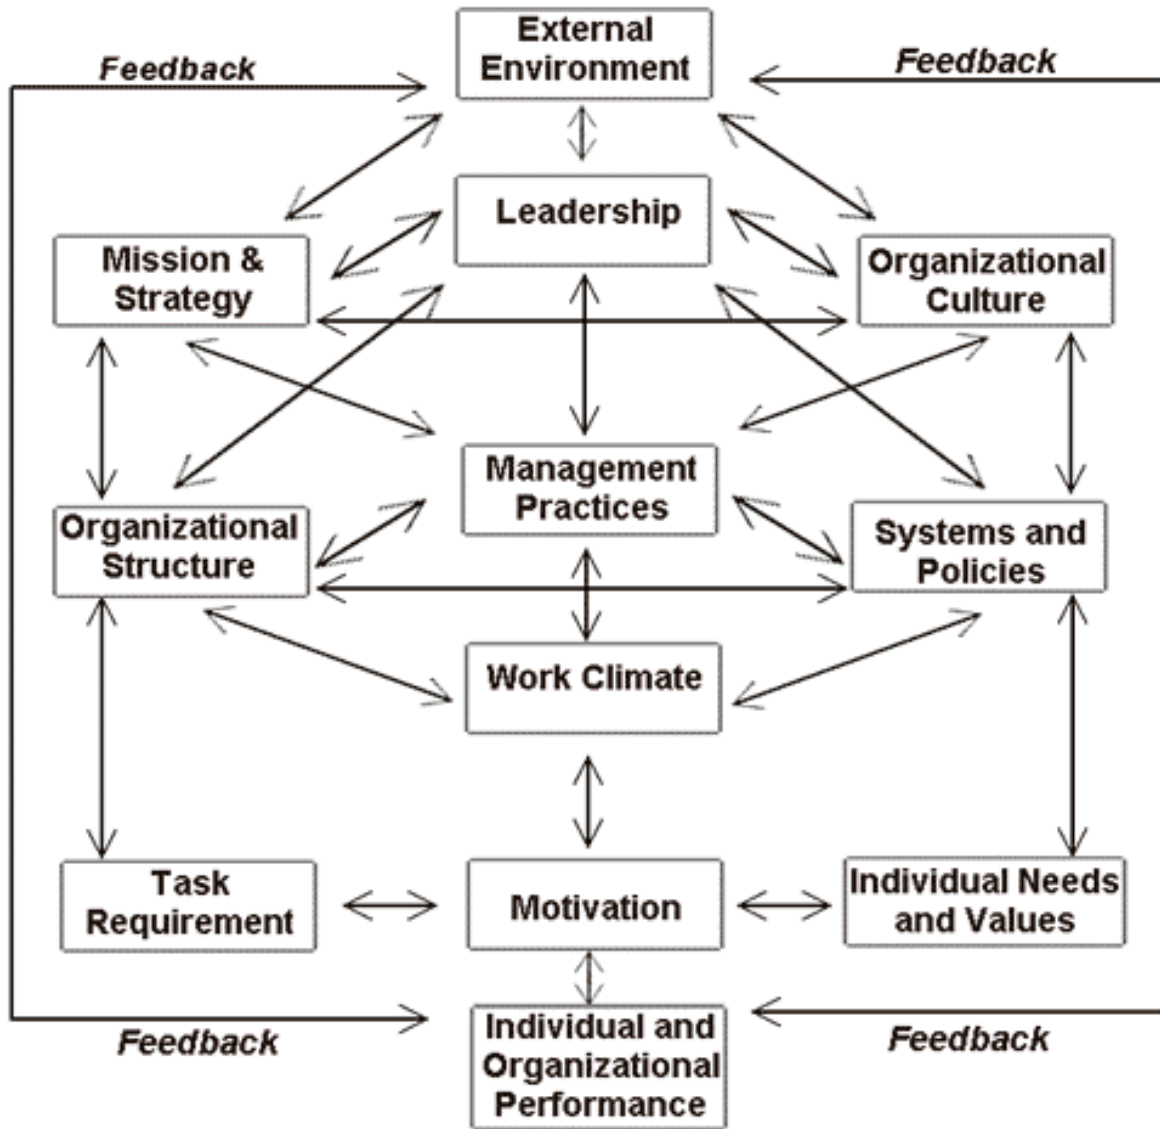 External
Environment
Feedback
Feedback
Leadership
Mission &
Strategy
Organizational
Culture
Management
Practices
Organizational
Structure
Systems and
Policies
Work Climate
Task
Requirement
Motivation
Individual Needs
and Values
Feedback
Individual and
Organizational
Performance
Feedback